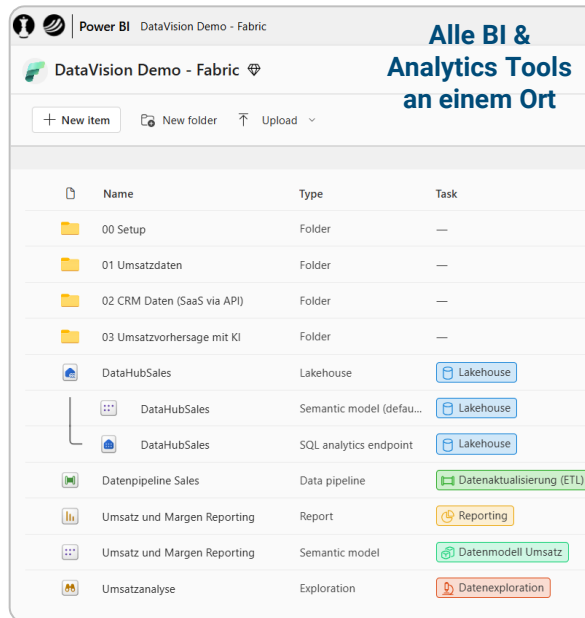 Power BI DataVision Demo - Fabric
Alle BI &
Analytics Tools
an einem Ort
DataVision Demo - Fabric
New item New folder Upload
Name Type Task
00 Setup Folder —
01 Umsatzdaten Folder —
02 CRM Daten (SaaS via API) Folder —
03 Umsatzvorhersage mit KI Folder —
DataHubSales Lakehouse Lakehouse
DataHubSales Semantic model (defau... Lakehouse
DataHubSales SQL analytics endpoint Lakehouse
Datenpipeline Sales Data pipeline Datenaktualisierung (ETL)
Umsatz und Margen Reporting Report Reporting
Umsatz und Margen Reporting Semantic model Datenmodell Umsatz
Umsatzanalyse Exploration Datenexploration